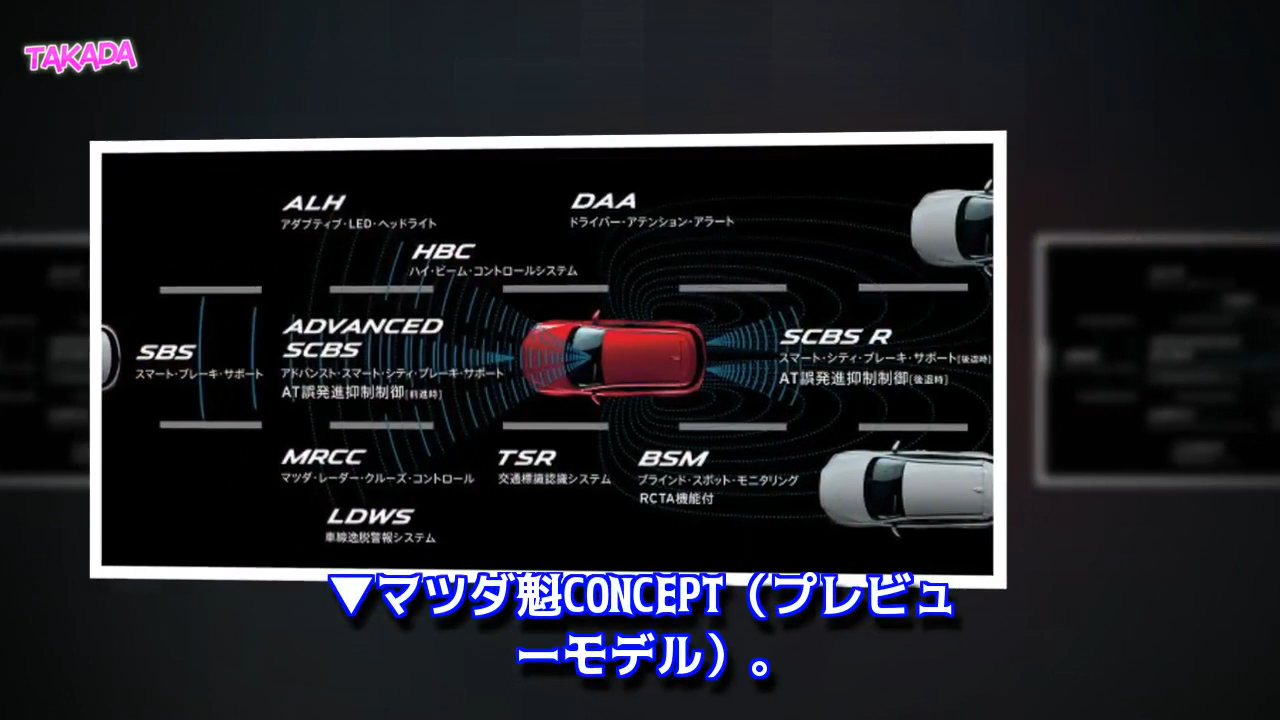 TAKADA
ALH
アダプティブ・LED・ヘッドライト
DAA
ドライバー・アテンション・アラート
HBC
ハイ・ビーム・コントロールシステム
SBS
スマート・ブレーキ・サポート
ADVANCED
SCBS
アドバンスト・スマート・シティ・ブレーキ・サポート
AT誤発進抑制制御[前進時]
SCBS R
スマート・シティ・ブレーキ・サポート[後退時]
AT誤発進抑制制御[後退時]
MRCC
マツダ・レーダー・クルーズ・コントロール
TSR
交通標識認識システム
BSM
ブラインド・スポット・モニタリング
RCTA機能付
LDWS
車線逸脱警報システム
▼マツダ魁CONCEPT（プレビュ
ーモデル）。